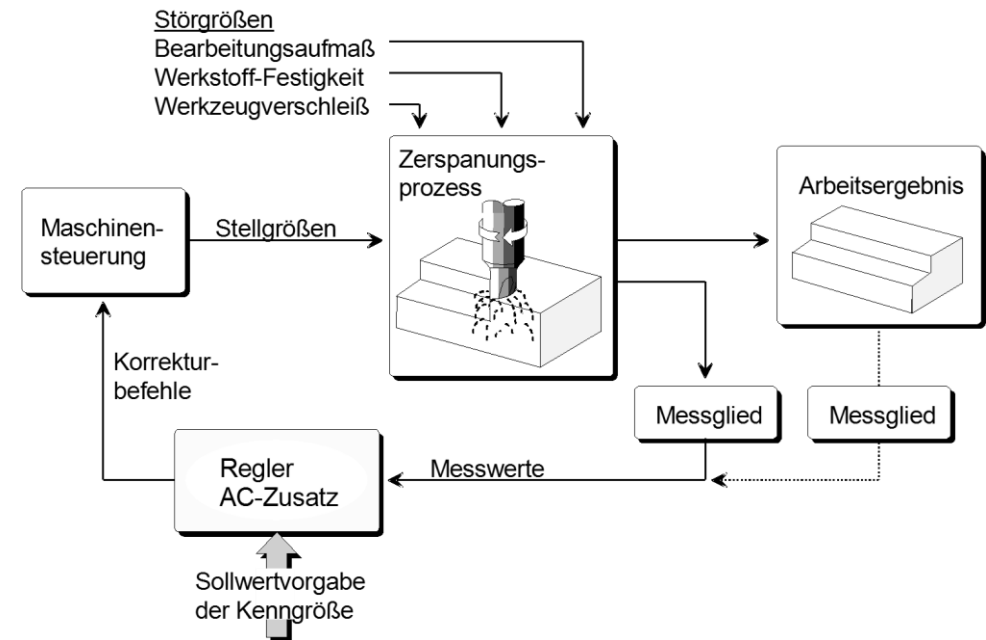 Störgrößen
Bearbeitungsaufmaß
Werkstoff-Festigkeit
Werkzeugverschleiß
Zerspanungs-
prozess
Arbeitsergebnis
Maschinen-
steuerung
Stellgrößen
Korrektur-
befehle
Messglied
Messglied
Regler
AC-Zusatz
Messwerte
Sollwertvorgabe
der Kenngröße